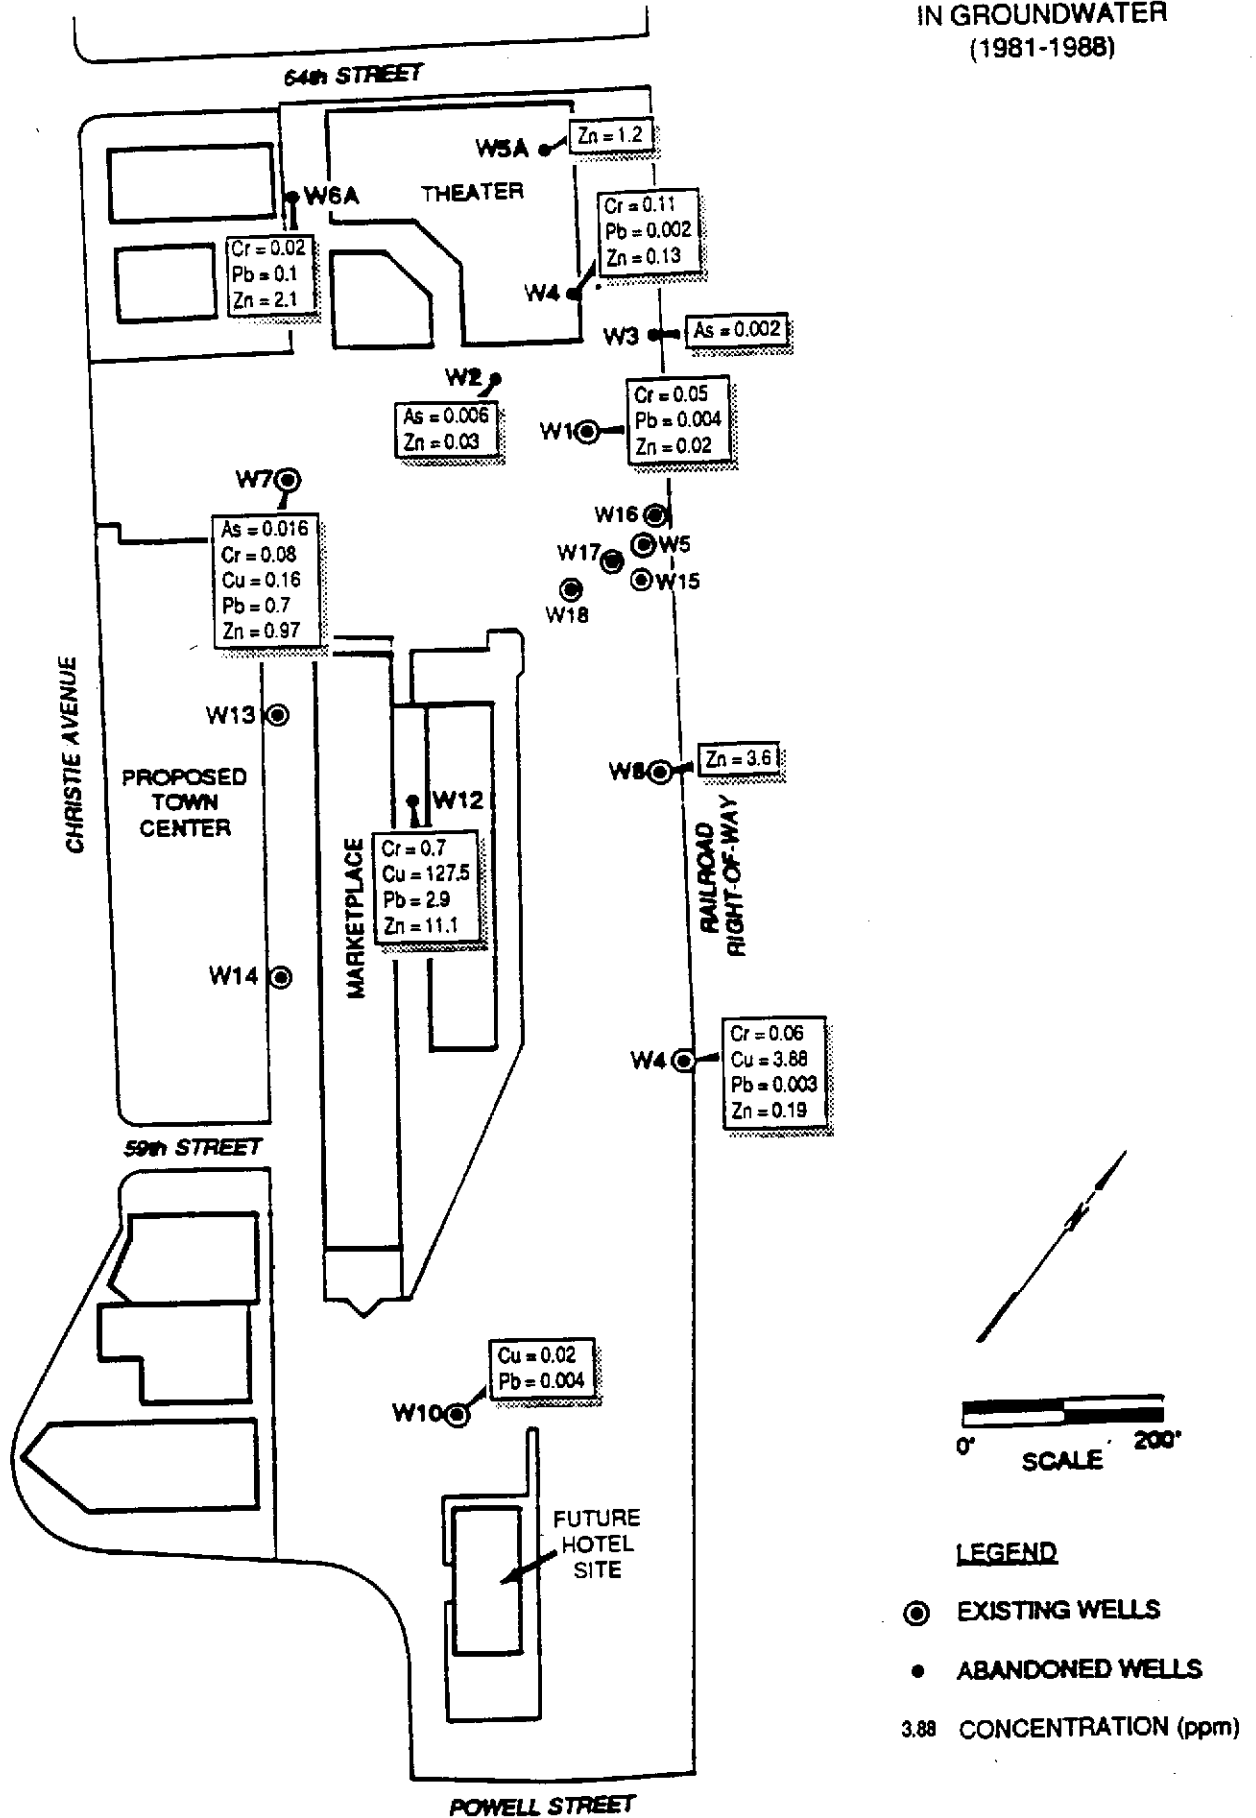 IN GROUNDWATER
(1981-1988)
64th STREET
W5A
Zn = 1.2
THEATER
W6A
Cr = 0.02
Pb = 0.1
Zn = 2.1
Cr = 0.11
Pb = 0.002
Zn = 0.13
W4
W3
As = 0.002
W2
As = 0.006
Zn = 0.03
W1
Cr = 0.05
Pb = 0.004
Zn = 0.02
W7
As = 0.016
Cr = 0.08
Cu = 0.16
Pb = 0.7
Zn = 0.97
W16
W5
W17
W15
W18
CHRISTIE AVENUE
W13
PROPOSED
TOWN
CENTER
W8
Zn = 3.6
W12
Cr = 0.7
Cu = 127.5
Pb = 2.9
Zn = 11.1
MARKETPLACE
RAILROAD
RIGHT-OF-WAY
W14
W4
Cr = 0.06
Cu = 3.88
Pb = 0.003
Zn = 0.19
59th STREET
N
Cu = 0.02
Pb = 0.004
W10
0' 200'
SCALE
FUTURE
HOTEL
SITE
LEGEND
EXISTING WELLS
ABANDONED WELLS
3.88 CONCENTRATION (ppm)
POWELL STREET